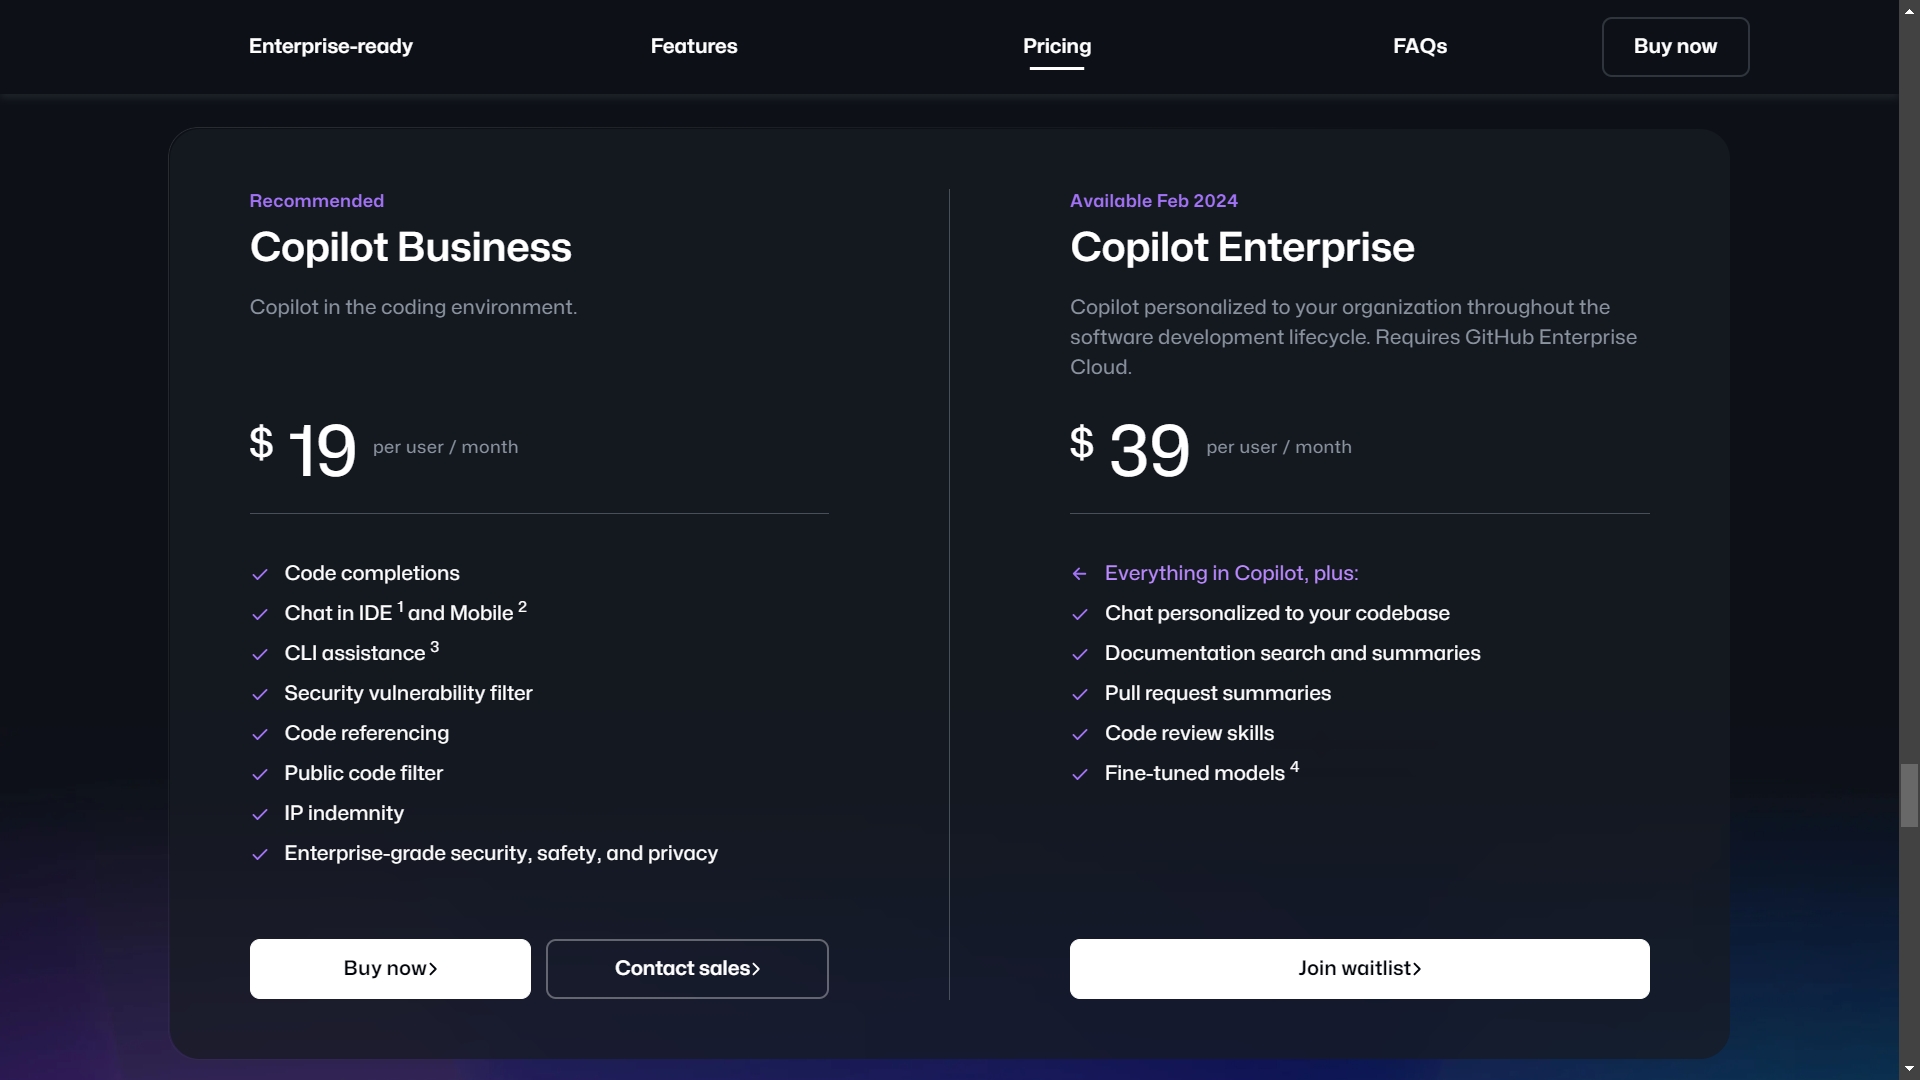 Enterprise-ready
Features
Pricing
FAQs
Buy now
Recommended
Copilot Business
Copilot in the coding environment.
$ 19 per user / month
Code completions
Chat in IDE 1 and Mobile 2
CLI assistance 3
Security vulnerability filter
Code referencing
Public code filter
IP indemnity
Enterprise-grade security, safety, and privacy
Buy now
Contact sales
Available Feb 2024
Copilot Enterprise
Copilot personalized to your organization throughout the
software development lifecycle. Requires GitHub Enterprise
Cloud.
$ 39 per user / month
Everything in Copilot, plus:
Chat personalized to your codebase
Documentation search and summaries
Pull request summaries
Code review skills
Fine-tuned models 4
Join waitlist